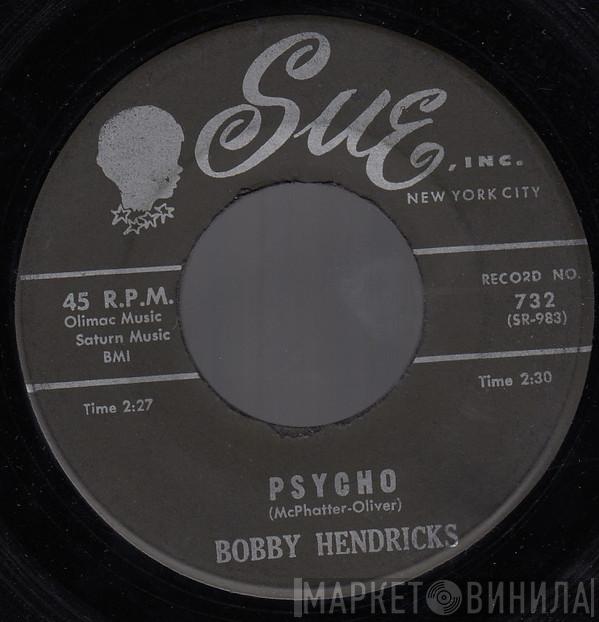 Sue, INC.
NEW YORK CITY
45 R.P.M.
Olimac Music
Saturn Music
BMI
RECORD NO.
732
(SR-983)
Time 2:27
Time 2:30
PSYCHO
(McPhatter-Oliver)
BOBBY HENDRICKS
МАРКЕТ ВИНИЛА